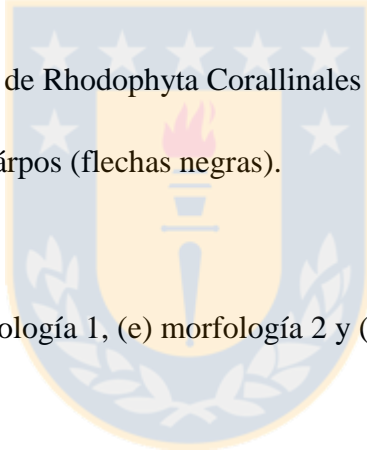 de Rhodophyta Corallinales
árpos (flechas negras).
ología 1, (e) morfología 2 y (